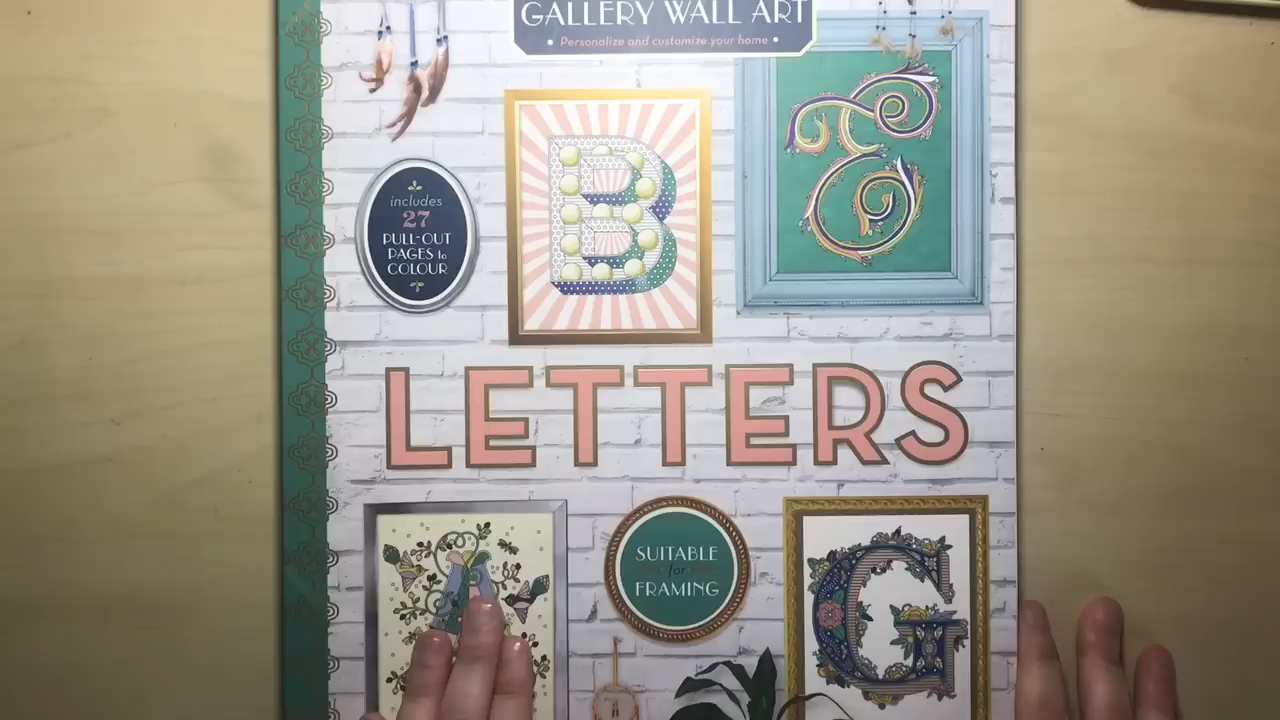 GALLERY WALL ART
• Personalize and customize your home •
B
E
includes
27
PULL-OUT
PAGES to
COLOUR
LETTERS
A
SUITABLE
for
FRAMING
G